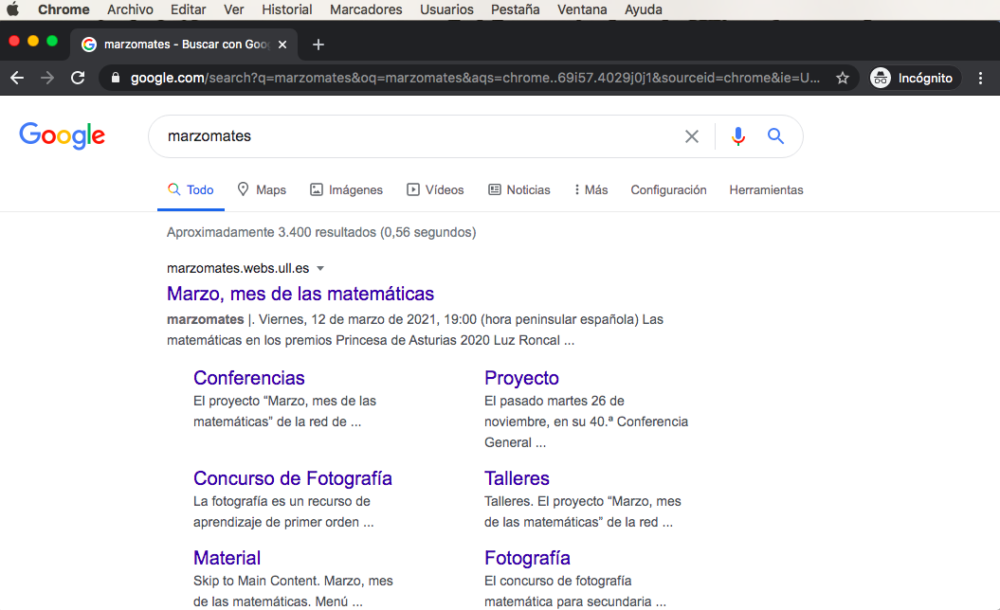 Chrome Archivo Editar Ver Historial Marcadores Usuarios Pestaña Ventana Ayuda
marzomates - Buscar con Goo
google.com/search?q=marzomates&oq=marzomates&aqs=chrome..69i57.4029j0j1&sourceid=chrome&ie=U... Incógnito
Google marzomates
Todo Maps Imágenes Vídeos Noticias Más Configuración Herramientas
Aproximadamente 3.400 resultados (0,56 segundos)
marzomates.webs.ull.es
Marzo, mes de las matemáticas
marzomates |. Viernes, 12 de marzo de 2021, 19:00 (hora peninsular española) Las
matemáticas en los premios Princesa de Asturias 2020 Luz Roncal ...
Conferencias
El proyecto “Marzo, mes de las
matemáticas” de la red de ...
Proyecto
El pasado martes 26 de
noviembre, en su 40.ª Conferencia
General ...
Concurso de Fotografía
La fotografía es un recurso de
aprendizaje de primer orden ...
Talleres
Talleres. El proyecto “Marzo, mes
de las matemáticas” de la red ...
Material
Skip to Main Content. Marzo, mes
de las matemáticas. Menú ...
Fotografía
El concurso de fotografía
matemática para secundaria ...